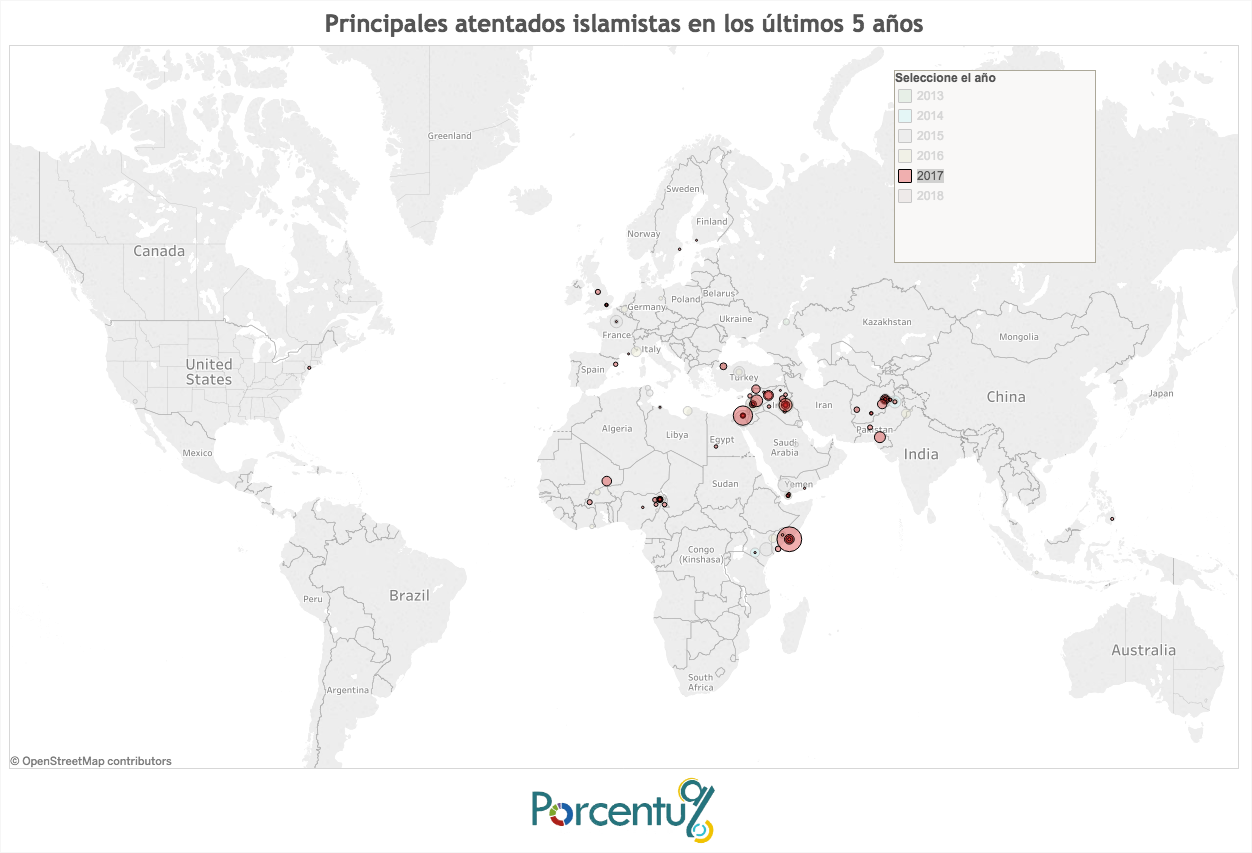 Principales atentados islamistas en los últimos 5 años
Seleccione el año
2013
2014
2015
2016
2017
2018
Greenland
Sweden
Finland
Norway
Canada
Germany
Poland
Belarus
Ukraine
France
Kazakhstan
Mongolia
Italy
United
States
Spain
Turkey
China
Japan
Iran
Algeria
Libya
Egypt
Saudi
Arabia
Pakistan
Mexico
India
Sudan
Yemen
Congo
(Kinshasa)
Peru
Brazil
Australia
South
Africa
Argentina
© OpenStreetMap contributors
Porcentu%